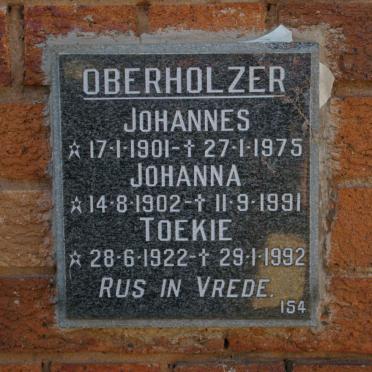 OBERHOLZER
JOHANNES
☆ 17·1·1901 - ✝ 27·1·1975
JOHANNA
☆ 14·8·1902 - ✝ 11·9·1991
TOEKIE
☆ 28·6·1922 - ✝ 29·1·1992
RUS IN VREDE.
154